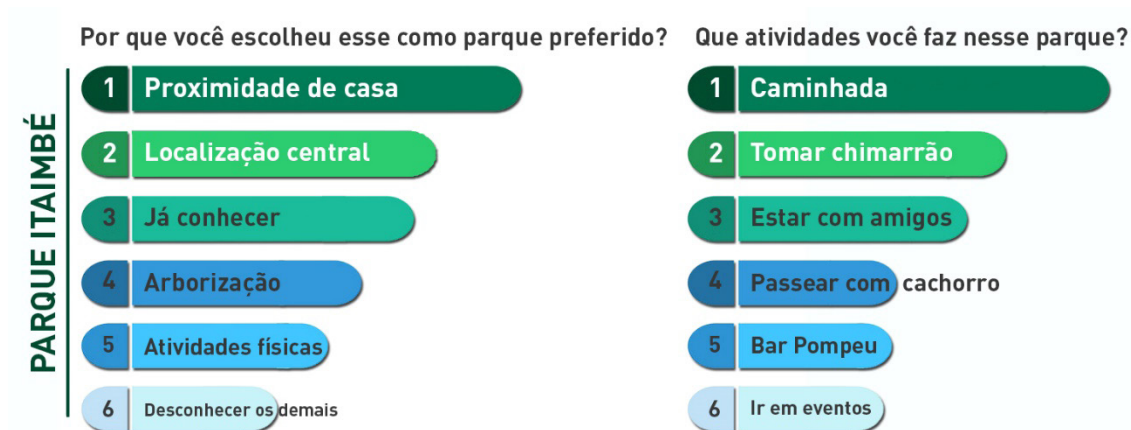 Por que você escolheu esse como parque preferido?
1 Proximidade de casa
2 Localização central
3 Já conhecer
4 Arborização
5 Atividades físicas
6 Desconhecer os demais
Que atividades você faz nesse parque?
1 Caminhada
2 Tomar chimarrão
3 Estar com amigos
4 Passear com cachorro
5 Bar Pompeu
6 Ir em eventos
PARQUE ITAIMBÉ